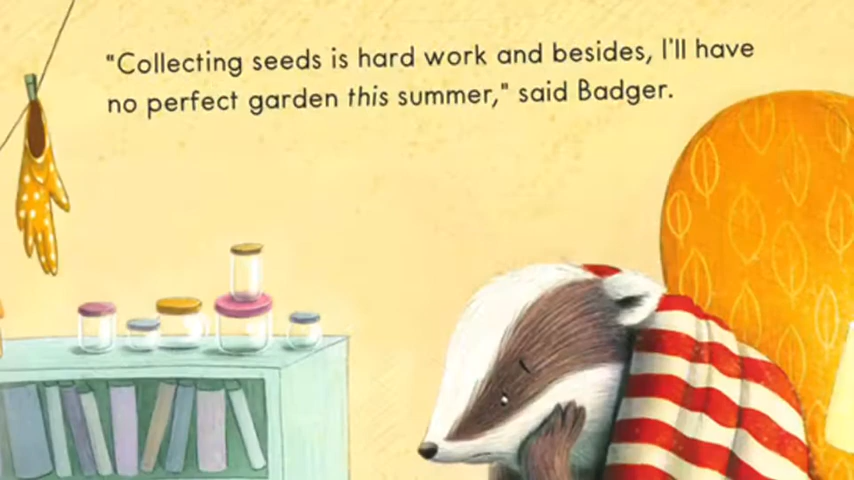 "Collecting seeds is hard work and besides, I'll have
no perfect garden this summer," said Badger.